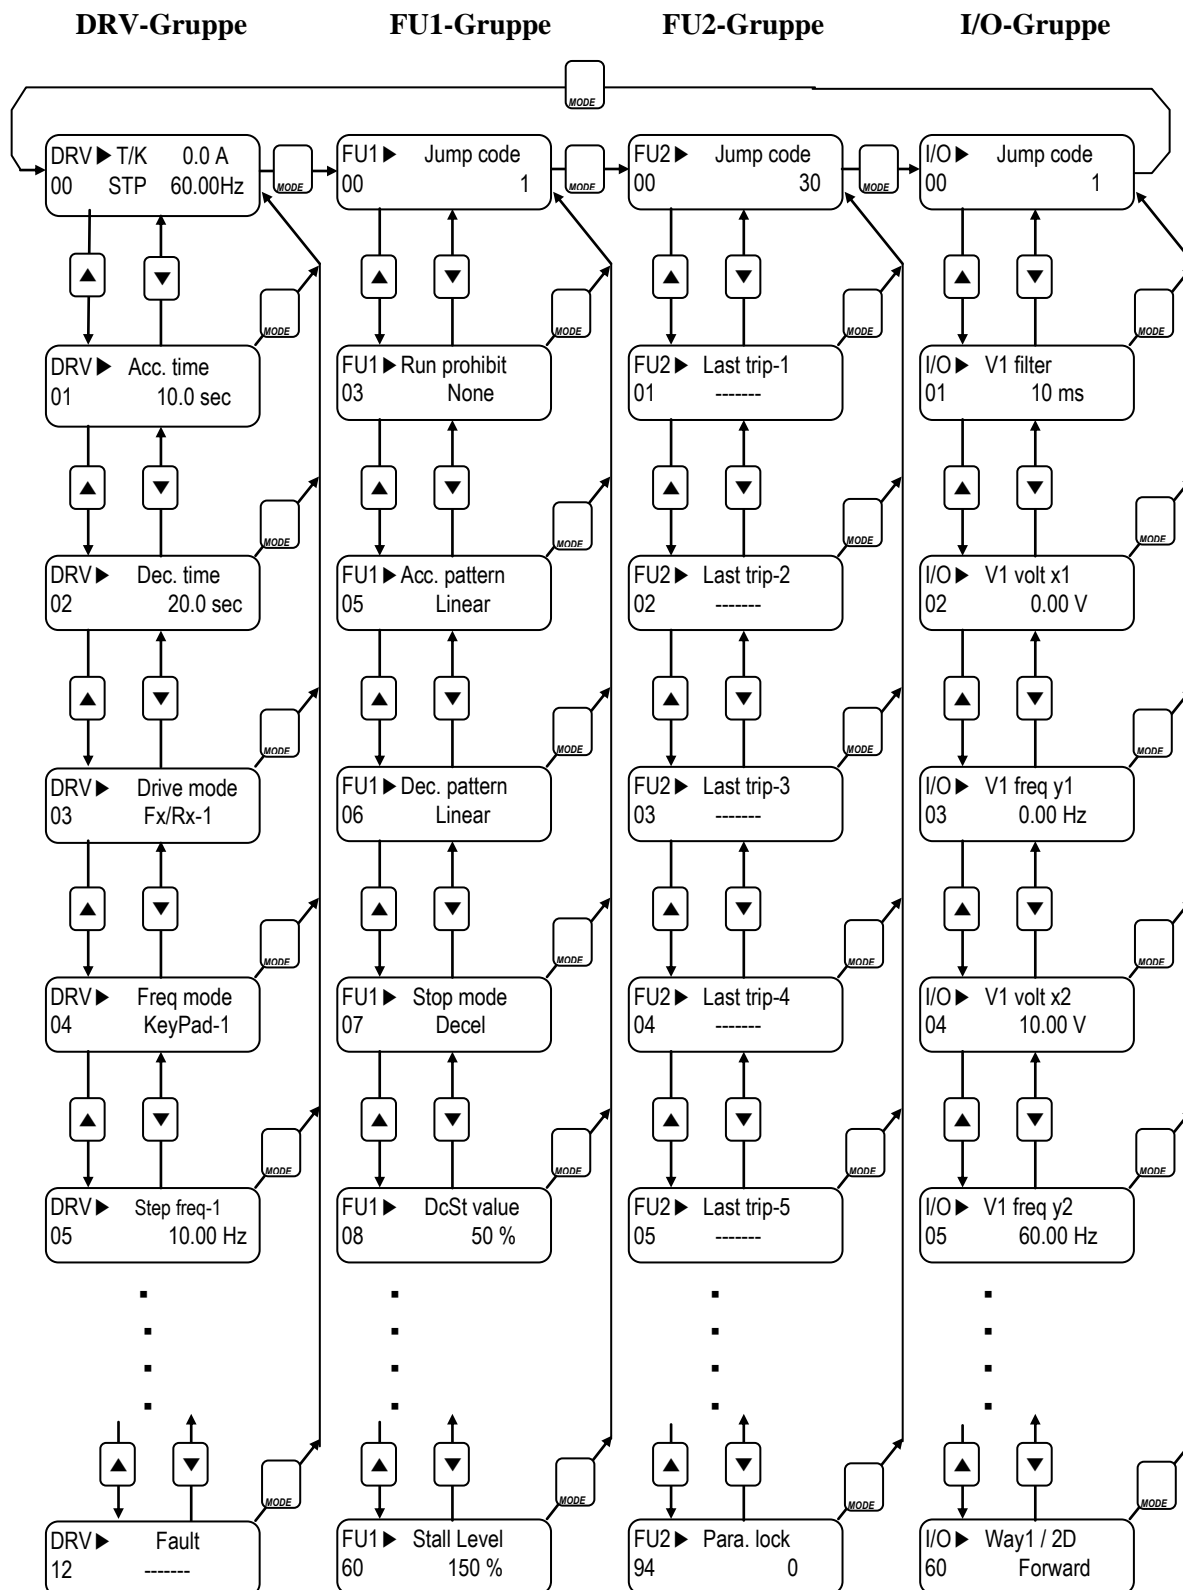 DRV-Gruppe FU1-Gruppe FU2-Gruppe I/O-Gruppe
MODE
DRV▶ T/K 0.0 A
00 STP 60.00Hz
MODE
FU1▶ Jump code
00 1
MODE
FU2▶ Jump code
00 30
MODE
I/O▶ Jump code
00 1
▲ ▼ ▲ ▼ ▲ ▼ ▲ ▼
MODE MODE MODE MODE
DRV▶ Acc. time
01 10.0 sec
FU1▶Run prohibit
03 None
FU2▶ Last trip-1
01 -------
I/O▶ V1 filter
01 10 ms
▲ ▼ ▲ ▼ ▲ ▼ ▲ ▼
MODE MODE MODE MODE
DRV▶ Dec. time
02 20.0 sec
FU1▶Acc. pattern
05 Linear
FU2▶ Last trip-2
02 -------
I/O▶ V1 volt x1
02 0.00 V
▲ ▼ ▲ ▼ ▲ ▼ ▲ ▼
MODE MODE MODE MODE
DRV▶ Drive mode
03 Fx/Rx-1
FU1▶Dec. pattern
06 Linear
FU2▶ Last trip-3
03 -------
I/O▶ V1 freq y1
03 0.00 Hz
▲ ▼ ▲ ▼ ▲ ▼ ▲ ▼
MODE MODE MODE MODE
DRV▶ Freq mode
04 KeyPad-1
FU1▶ Stop mode
07 Decel
FU2▶ Last trip-4
04 -------
I/O▶ V1 volt x2
04 10.00 V
▲ ▼ ▲ ▼ ▲ ▼ ▲ ▼
MODE MODE MODE MODE
DRV▶ Step freq-1
05 10.00 Hz
FU1▶ DcSt value
08 50 %
FU2▶ Last trip-5
05 -------
I/O▶ V1 freq y2
05 60.00 Hz
▲ ▼ ▲ ▼ ▲ ▼ ▲ ▼
MODE MODE MODE MODE
DRV▶ Fault
12 -------
FU1▶ Stall Level
60 150 %
FU2▶ Para. lock
94 0
I/O▶ Way1 / 2D
60 Forward